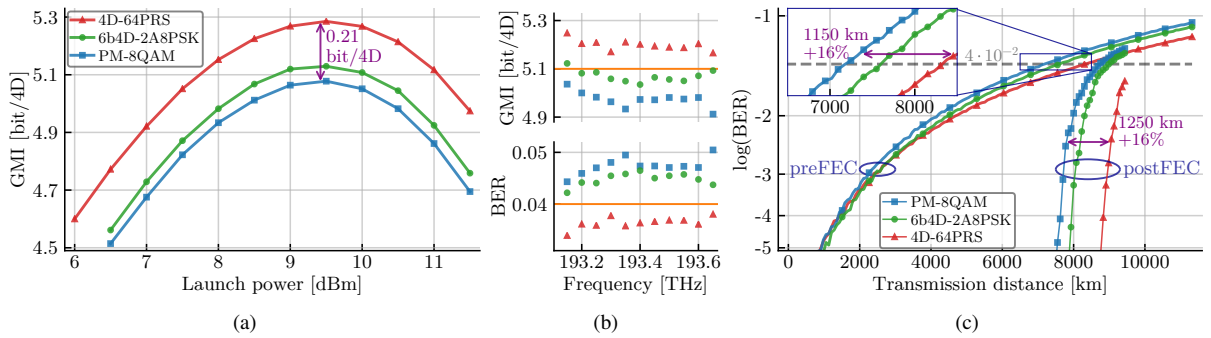 5.3
5.1
4.9
4.7
4.5
GMI [bit/4D]
4D-64PRS
6b4D-2A8PSK
PM-8QAM
0.21
bit/4D
6 7 8 9 10 11
Launch power [dBm]
(a)
5.3
5.1
4.9
GMI [bit/4D]
0.05
0.04
BER
193.2 193.4 193.6
Frequency [THz]
(b)
-1
-2
-3
-4
-5
log(BER)
1150 km
+16%
7000 8000
4 · 10⁻²
1250 km
+16%
preFEC
postFEC
PM-8QAM
6b4D-2A8PSK
4D-64PRS
0 2000 4000 6000 8000 10000
Transmission distance [km]
(c)